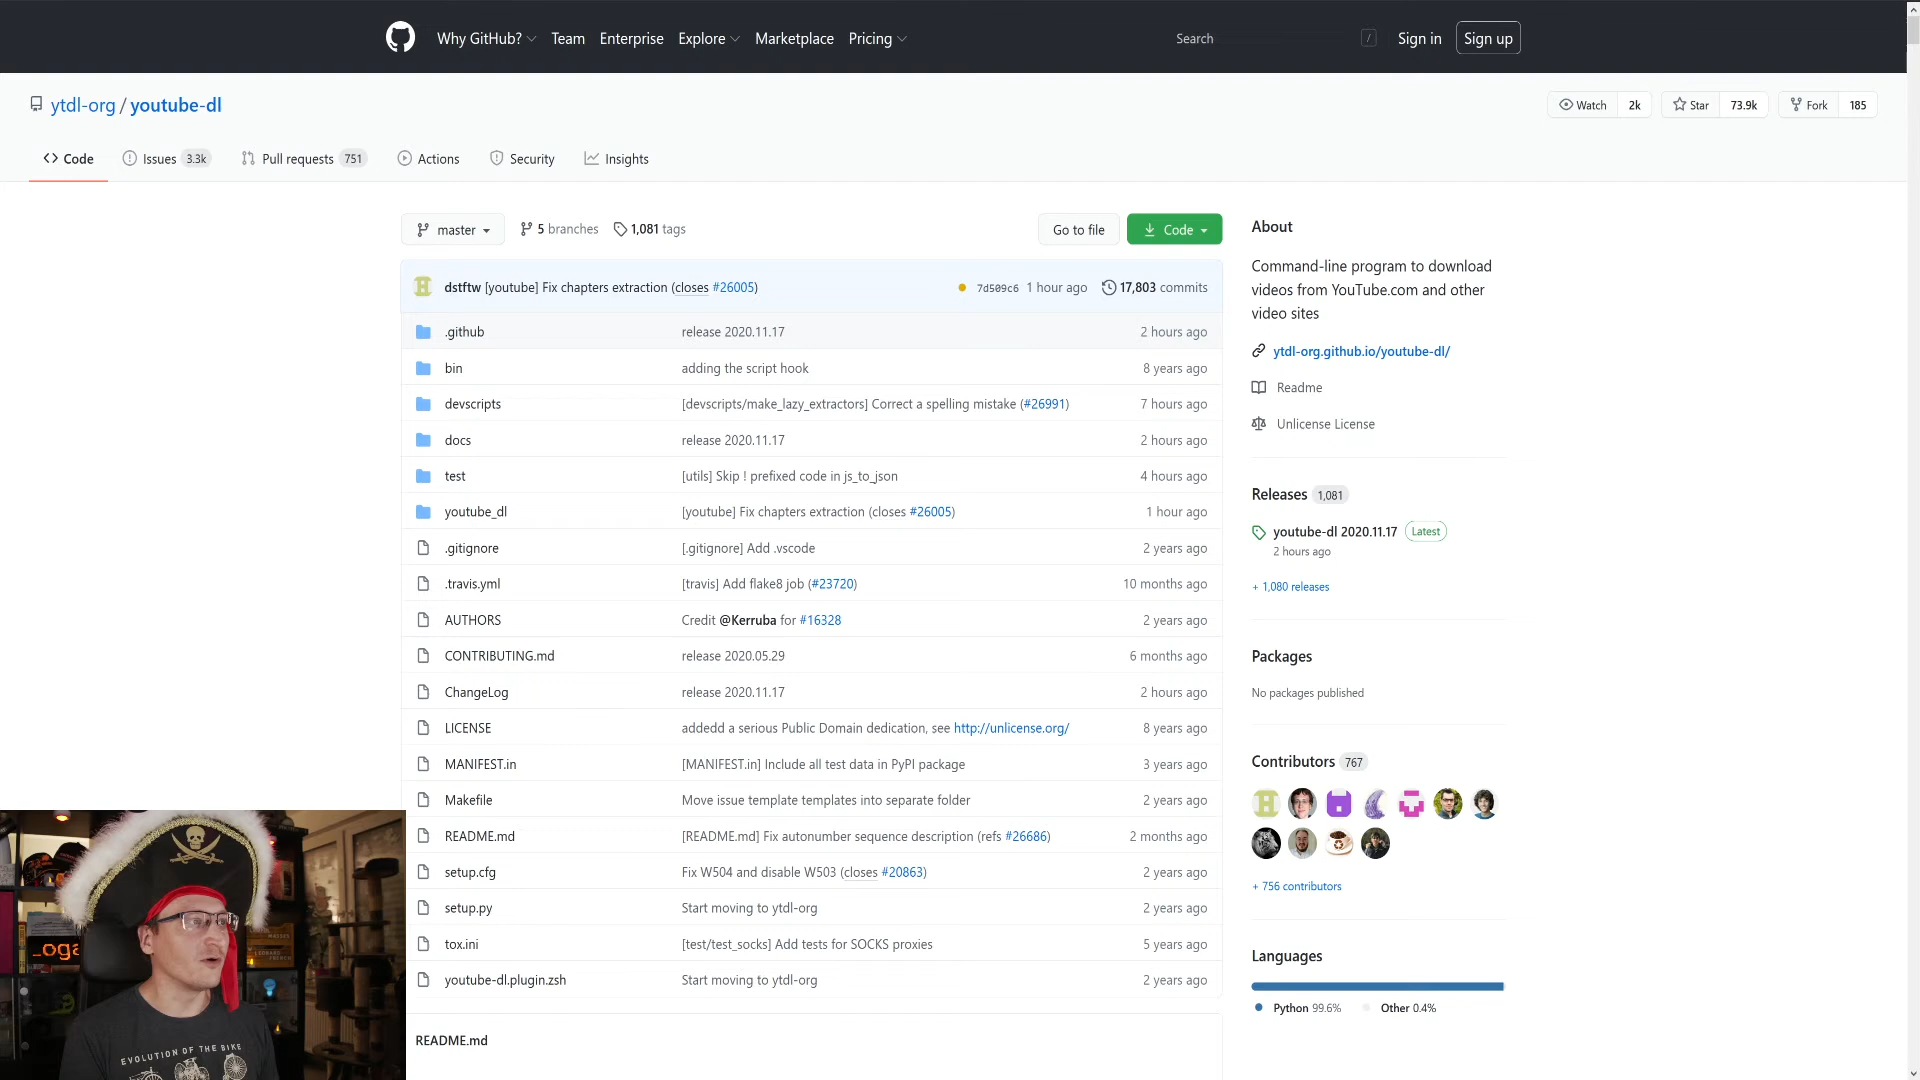 Why GitHub? Team Enterprise Explore Marketplace Pricing Search / Sign in Sign up
ytdl-org / youtube-dl Watch 2k Star 73.9k Fork 185
Code Issues 3.3k Pull requests 751 Actions Security Insights
master 5 branches 1,081 tags Go to file Code
dstftw [youtube] Fix chapters extraction (closes #26005) 7d509c6 1 hour ago 17,803 commits
.github release 2020.11.17 2 hours ago
bin adding the script hook 8 years ago
devscripts [devscripts/make_lazy_extractors] Correct a spelling mistake (#26991) 7 hours ago
docs release 2020.11.17 2 hours ago
test [utils] Skip ! prefixed code in js_to_json 4 hours ago
youtube_dl [youtube] Fix chapters extraction (closes #26005) 1 hour ago
.gitignore [.gitignore] Add .vscode 2 years ago
.travis.yml [travis] Add flake8 job (#23720) 10 months ago
AUTHORS Credit @Kerruba for #16328 2 years ago
CONTRIBUTING.md release 2020.05.29 6 months ago
ChangeLog release 2020.11.17 2 hours ago
LICENSE addedd a serious Public Domain dedication, see http://unlicense.org/ 8 years ago
MANIFEST.in [MANIFEST.in] Include all test data in PyPI package 3 years ago
Makefile Move issue template templates into separate folder 2 years ago
README.md [README.md] Fix autonumber sequence description (refs #26686) 2 months ago
setup.cfg Fix W504 and disable W503 (closes #20863) 2 years ago
setup.py Start moving to ytdl-org 2 years ago
tox.ini [test/test_socks] Add tests for SOCKS proxies 5 years ago
youtube-dl.plugin.zsh Start moving to ytdl-org 2 years ago
README.md
About
Command-line program to download
videos from YouTube.com and other
video sites
ytdl-org.github.io/youtube-dl/
Readme
Unlicense License
Releases 1,081
youtube-dl 2020.11.17 Latest
2 hours ago
+ 1,080 releases
Packages
No packages published
Contributors 767
+ 756 contributors
Languages
Python 99.6% Other 0.4%
_oga
EVOLUTION OF THE BIKE